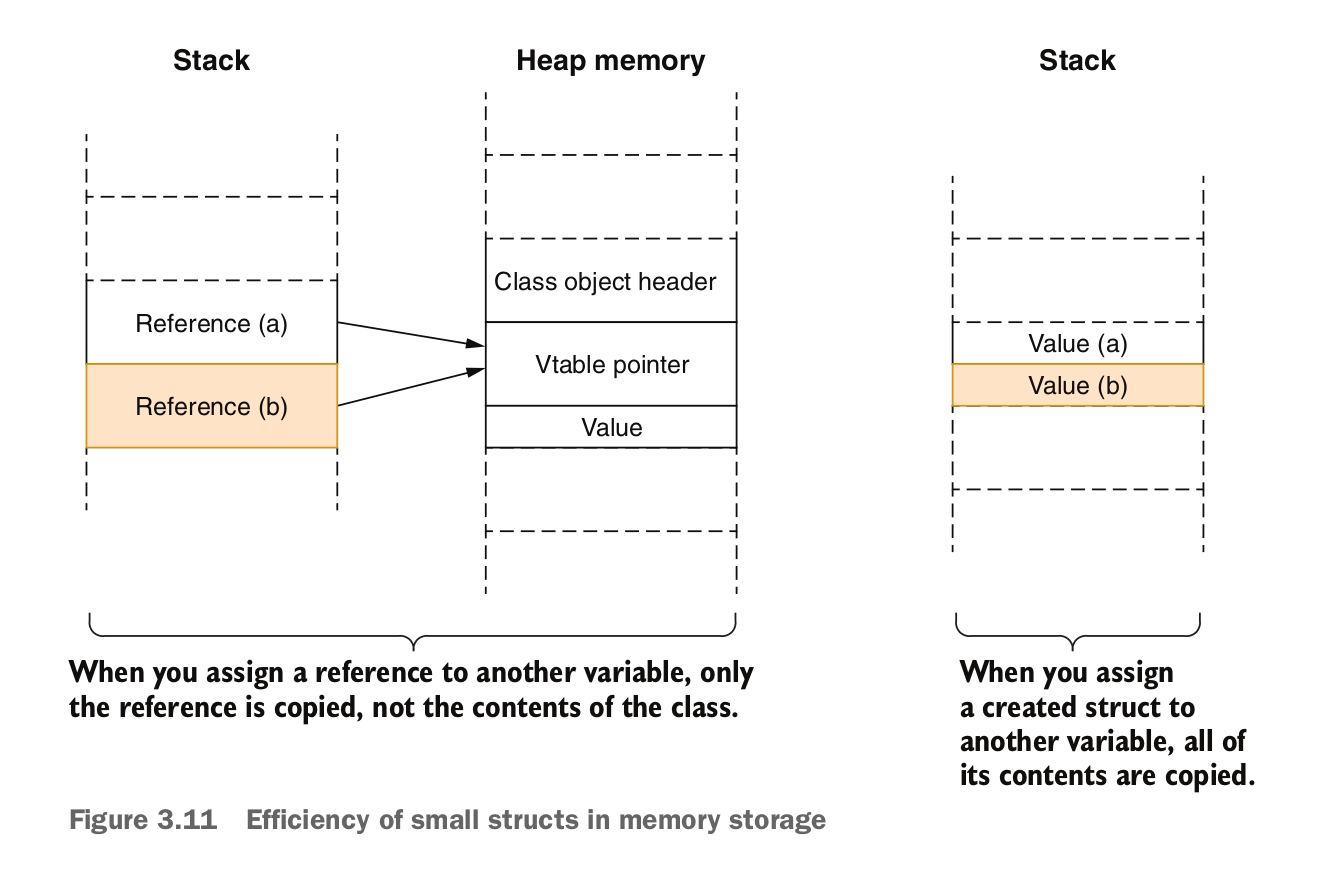 Stack
Heap memory
Stack
Class object header
Reference (a)
Vtable pointer
Reference (b)
Value
Value (a)
Value (b)
When you assign a reference to another variable, only
the reference is copied, not the contents of the class.
When you assign
a created struct to
another variable, all of
its contents are copied.
Figure 3.11 Efficiency of small structs in memory storage